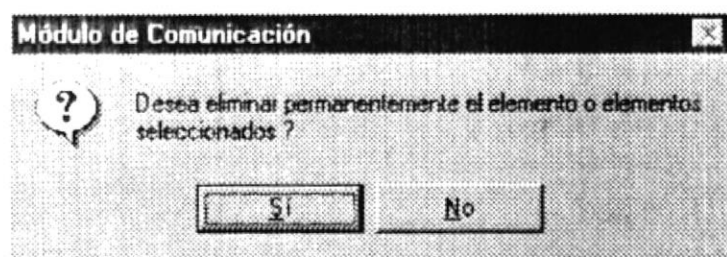 Módulo de Comunicación
?
Desea eliminar permanentemente el elemento o elementos
seleccionados ?
Sí
No